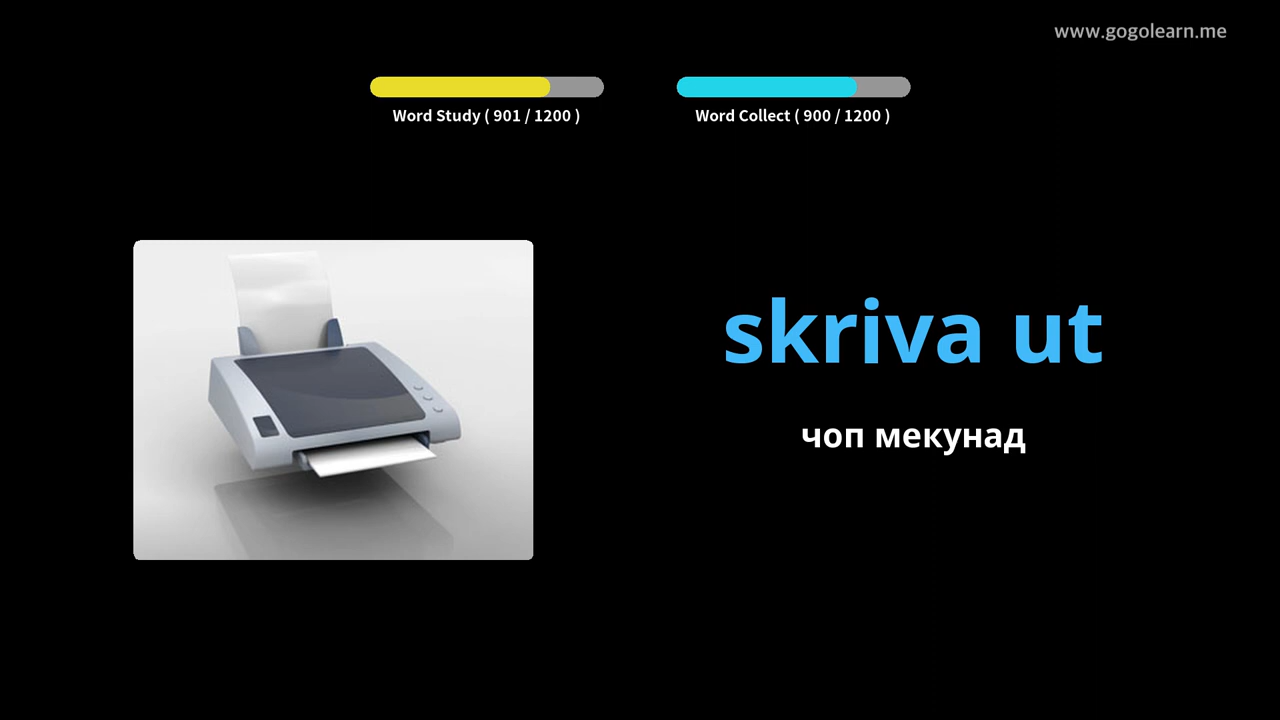 www.gogolearn.me
Word Study ( 901 / 1200 )
Word Collect ( 900 / 1200 )
skriva ut
чоп мекунад